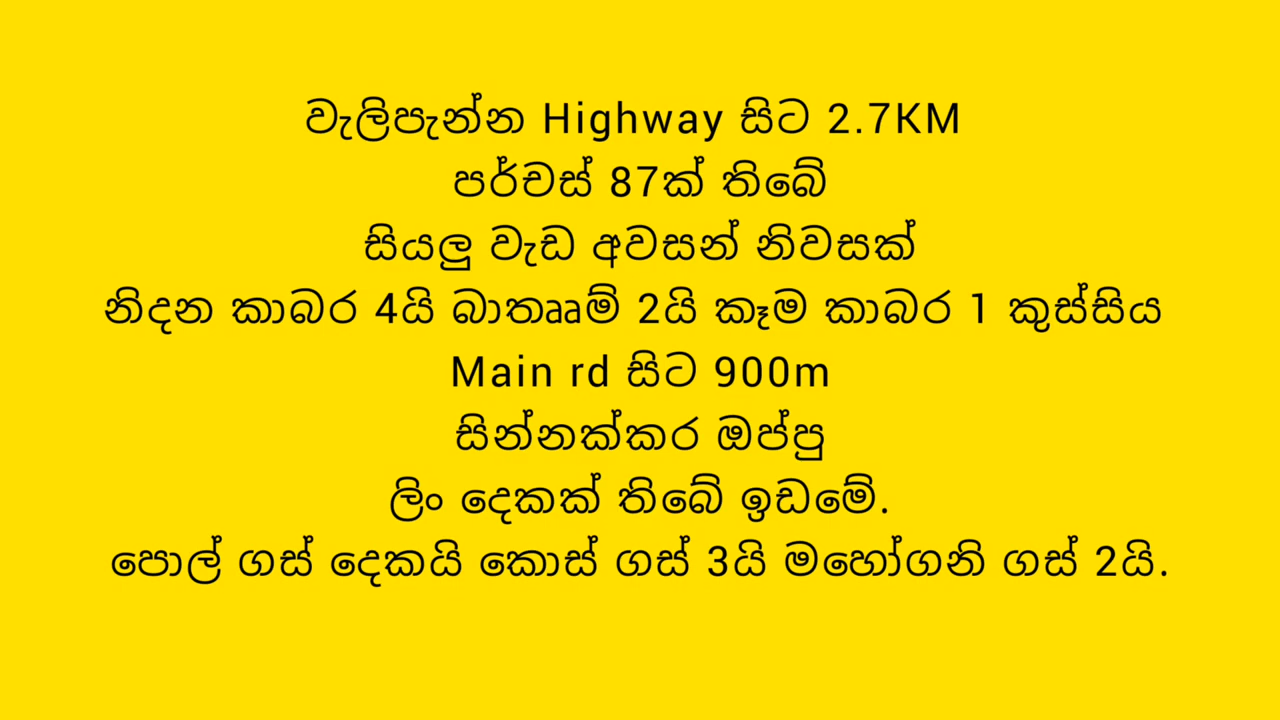 වැලිපැන්න Highway සිට 2.7KM
පර්චස් 87ක් තිබේ
සියලු වැඩ අවසන් නිවසක්
නිදන කාබර 4යි බාතෲම් 2යි කෑම කාබර 1 කුස්සිය
Main rd සිට 900m
සින්නක්කර ඔප්පු
ලිං දෙකක් තිබේ ඉඩමේ.
පොල් ගස් දෙකයි කොස් ගස් 3යි මහෝගනි ගස් 2යි.